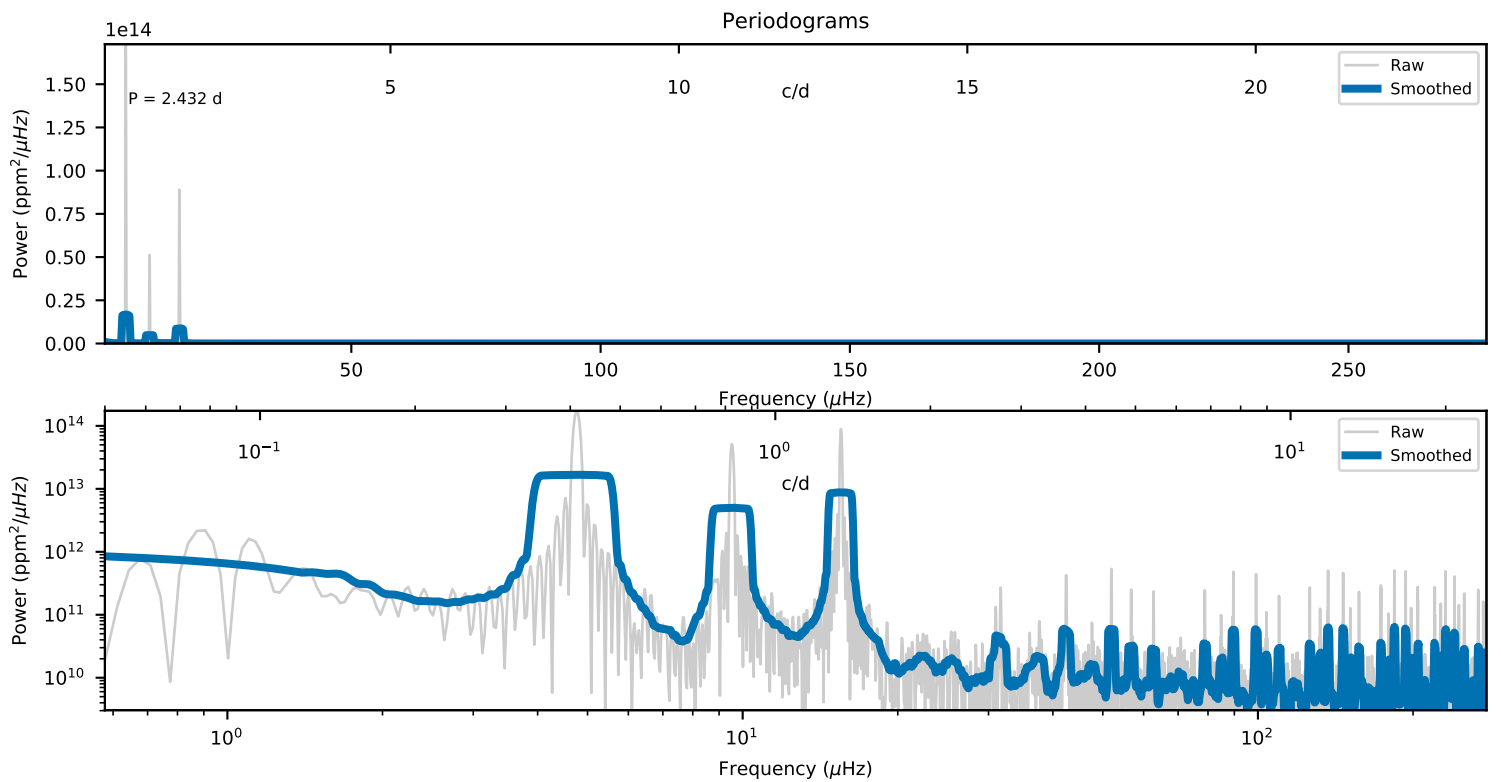 Periodograms
1e14
5
10
15
20
c/d
P = 2.432 d
Raw
Smoothed
1.50
1.25
1.00
0.75
0.50
0.25
0.00
Power (ppm²/μHz)
50
100
150
200
250
Frequency (μHz)
10⁻¹
10⁰
10¹
c/d
Raw
Smoothed
10¹⁴
10¹³
10¹²
10¹¹
10¹⁰
Power (ppm²/μHz)
10⁰
10¹
10²
Frequency (μHz)